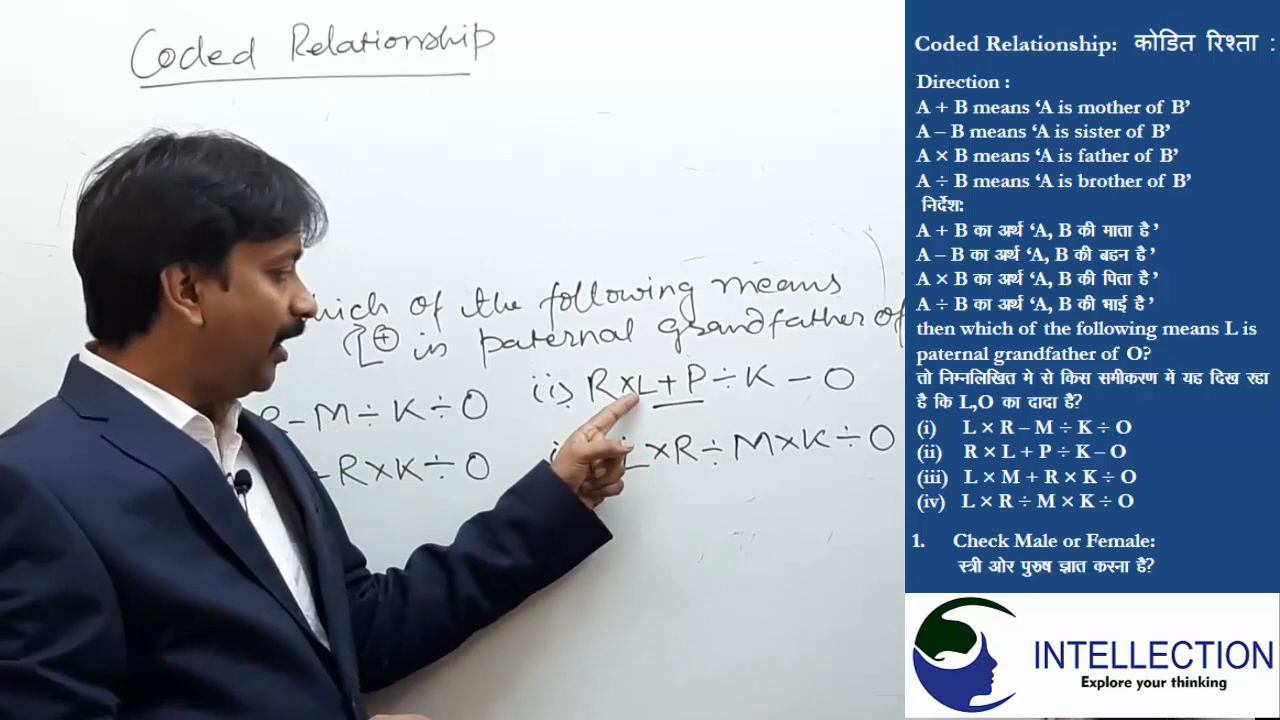 Coded Relationship
hich of the following means
L + is paternal grandfather of
R – M ÷ K ÷ O
ii) R × L + P ÷ K – O
– R × K ÷ O
L × R ÷ M × K ÷ O
Coded Relationship: कोडित रिश्ता :
Direction :
A + B means ‘A is mother of B’
A – B means ‘A is sister of B’
A × B means ‘A is father of B’
A ÷ B means ‘A is brother of B’
निर्देश:
A + B का अर्थ ‘A, B की माता है’
A – B का अर्थ ‘A, B की बहन है’
A × B का अर्थ ‘A, B की पिता है’
A ÷ B का अर्थ ‘A, B की भाई है’
then which of the following means L is
paternal grandfather of O?
तो निम्नलिखित मे से किस समीकरण में यह दिख रहा
है कि L,O का दादा है?
(i) L × R – M ÷ K ÷ O
(ii) R × L + P ÷ K – O
(iii) L × M + R × K ÷ O
(iv) L × R ÷ M × K ÷ O
1. Check Male or Female:
स्त्री ओर पुरुष ज्ञात करना है?
INTELLECTION
Explore your thinking